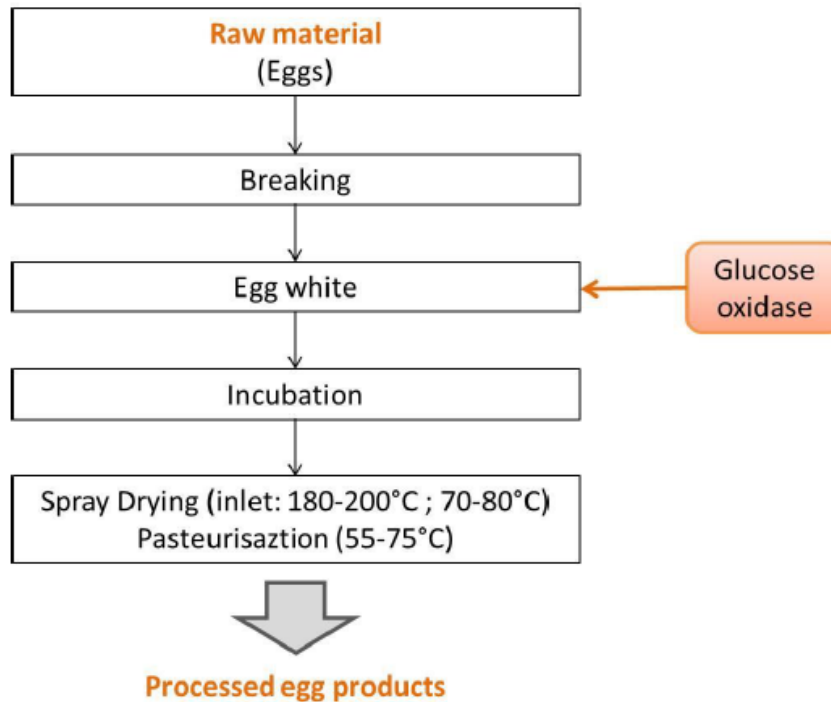 Raw material
(Eggs)
Breaking
Egg white
Glucose
oxidase
Incubation
Spray Drying (inlet: 180-200°C ; 70-80°C)
Pasteurisaztion (55-75°C)
Processed egg products